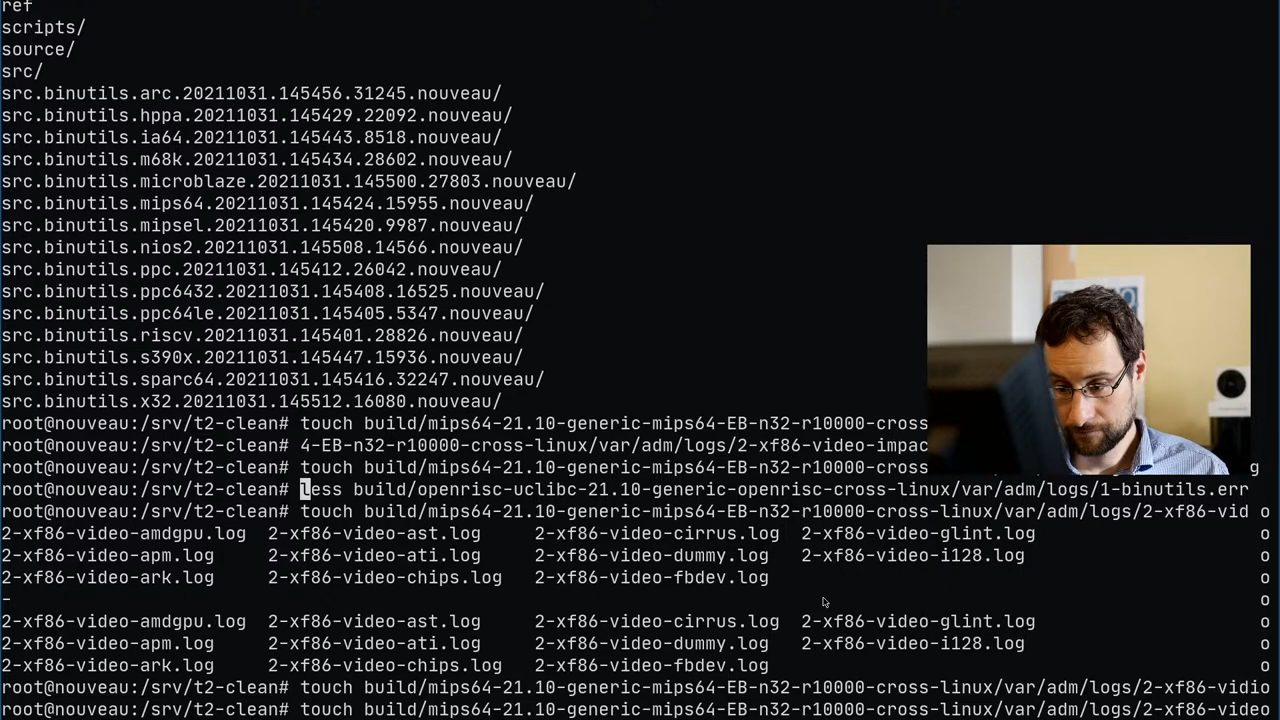 ref
scripts/
source/
src/
src.binutils.arc.20211031.145456.31245.nouveau/
src.binutils.hppa.20211031.145429.22092.nouveau/
src.binutils.ia64.20211031.145443.8518.nouveau/
src.binutils.m68k.20211031.145434.28602.nouveau/
src.binutils.microblaze.20211031.145500.27803.nouveau/
src.binutils.mips64.20211031.145424.15955.nouveau/
src.binutils.mipsel.20211031.145420.9987.nouveau/
src.binutils.nios2.20211031.145508.14566.nouveau/
src.binutils.ppc.20211031.145412.26042.nouveau/
src.binutils.ppc6432.20211031.145408.16525.nouveau/
src.binutils.ppc64le.20211031.145405.5347.nouveau/
src.binutils.riscv.20211031.145401.28826.nouveau/
src.binutils.s390x.20211031.145447.15936.nouveau/
src.binutils.sparc64.20211031.145416.32247.nouveau/
src.binutils.x32.20211031.145512.16080.nouveau/
root@nouveau:/srv/t2-clean# touch build/mips64-21.10-generic-mips64-EB-n32-r10000-cross
root@nouveau:/srv/t2-clean# 4-EB-n32-r10000-cross-linux/var/adm/logs/2-xf86-video-impac
root@nouveau:/srv/t2-clean# touch build/mips64-21.10-generic-mips64-EB-n32-r10000-cross g
root@nouveau:/srv/t2-clean# less build/openrisc-uclibc-21.10-generic-openrisc-cross-linux/var/adm/logs/1-binutils.err
root@nouveau:/srv/t2-clean# touch build/mips64-21.10-generic-mips64-EB-n32-r10000-cross-linux/var/adm/logs/2-xf86-vid o
2-xf86-video-amdgpu.log 2-xf86-video-ast.log 2-xf86-video-cirrus.log 2-xf86-video-glint.log o
2-xf86-video-apm.log 2-xf86-video-ati.log 2-xf86-video-dummy.log 2-xf86-video-i128.log o
2-xf86-video-ark.log 2-xf86-video-chips.log 2-xf86-video-fbdev.log o
- o
2-xf86-video-amdgpu.log 2-xf86-video-ast.log 2-xf86-video-cirrus.log 2-xf86-video-glint.log o
2-xf86-video-apm.log 2-xf86-video-ati.log 2-xf86-video-dummy.log 2-xf86-video-i128.log o
2-xf86-video-ark.log 2-xf86-video-chips.log 2-xf86-video-fbdev.log o
root@nouveau:/srv/t2-clean# touch build/mips64-21.10-generic-mips64-EB-n32-r10000-cross-linux/var/adm/logs/2-xf86-vidio
root@nouveau:/srv/t2-clean# touch build/mips64-21.10-generic-mips64-EB-n32-r10000-cross-linux/var/adm/logs/2-xf86-video